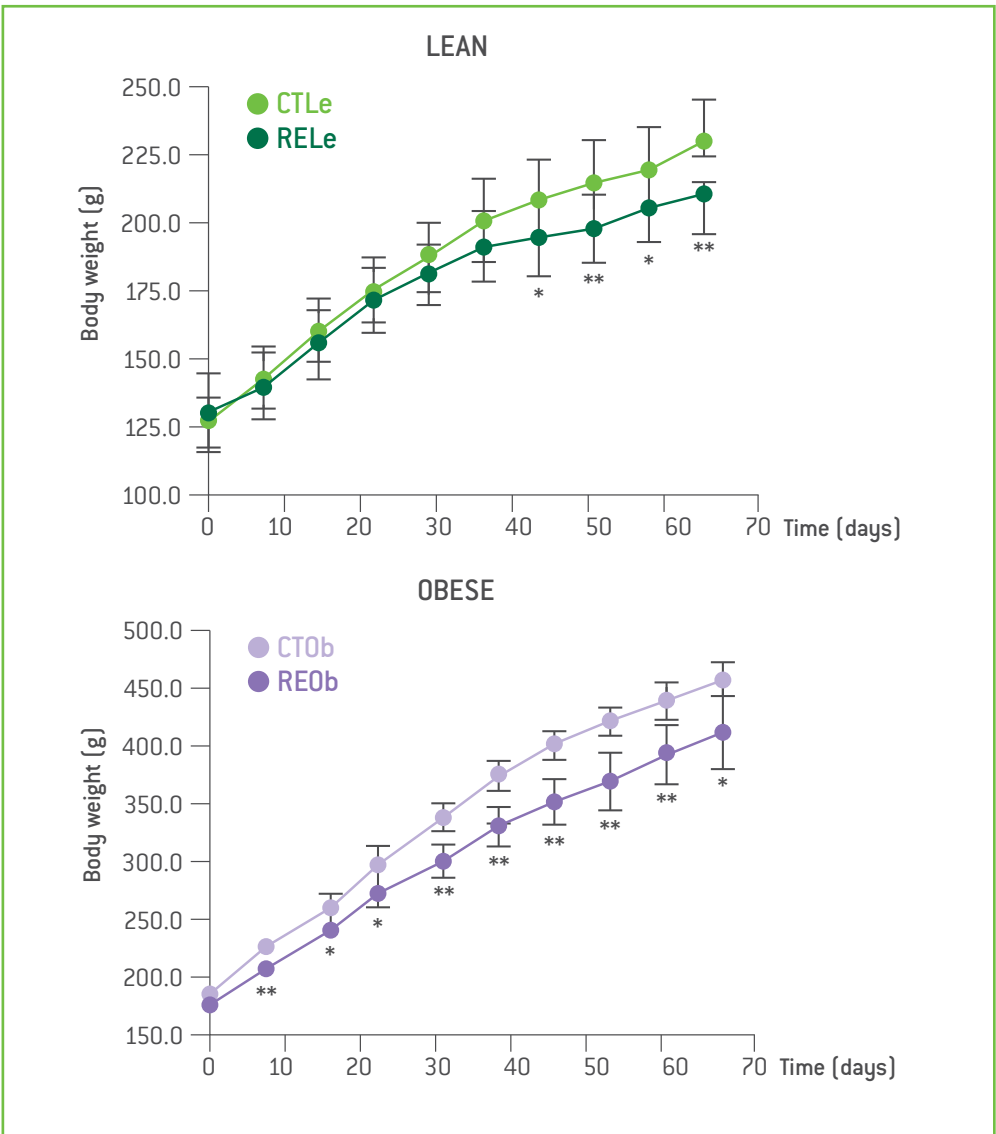 LEAN
CTLe
RELe
Body weight (g)
250.0
225.0
200.0
175.0
150.0
125.0
100.0
* ** * **
0 10 20 30 40 50 60 70 Time (days)
OBESE
CTOb
REOb
Body weight (g)
500.0
450.0
400.0
350.0
300.0
250.0
200.0
150.0
** * * ** ** ** ** ** *
0 10 20 30 40 50 60 70 Time (days)